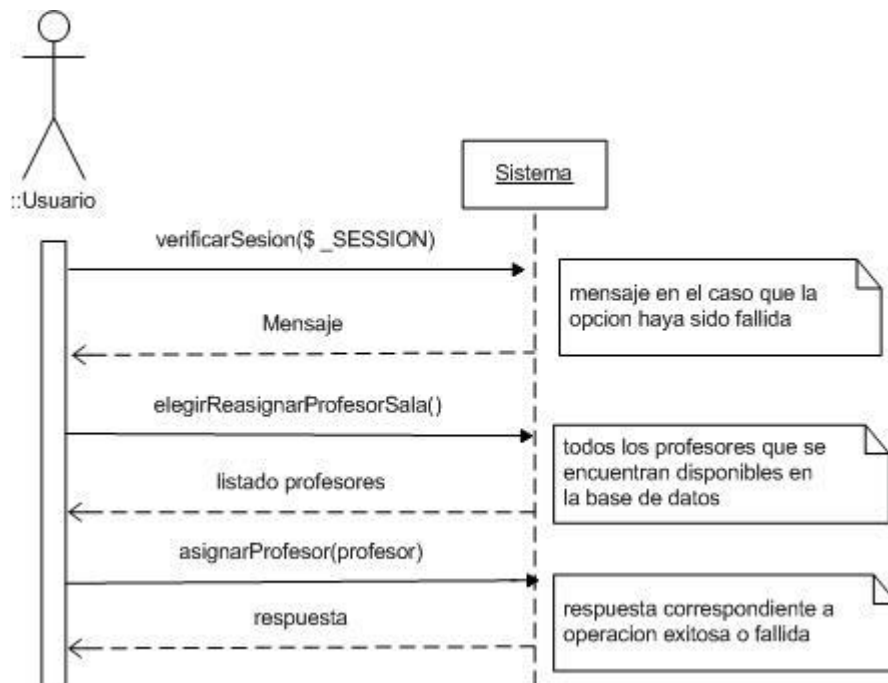 Sistema
::Usuario
verificarSesion($ _SESSION)
mensaje en el caso que la
opcion haya sido fallida
Mensaje
elegirReasignarProfesorSala()
todos los profesores que se
encuentran disponibles en
la base de datos
listado profesores
asignarProfesor(profesor)
respuesta correspondiente a
operacion exitosa o fallida
respuesta